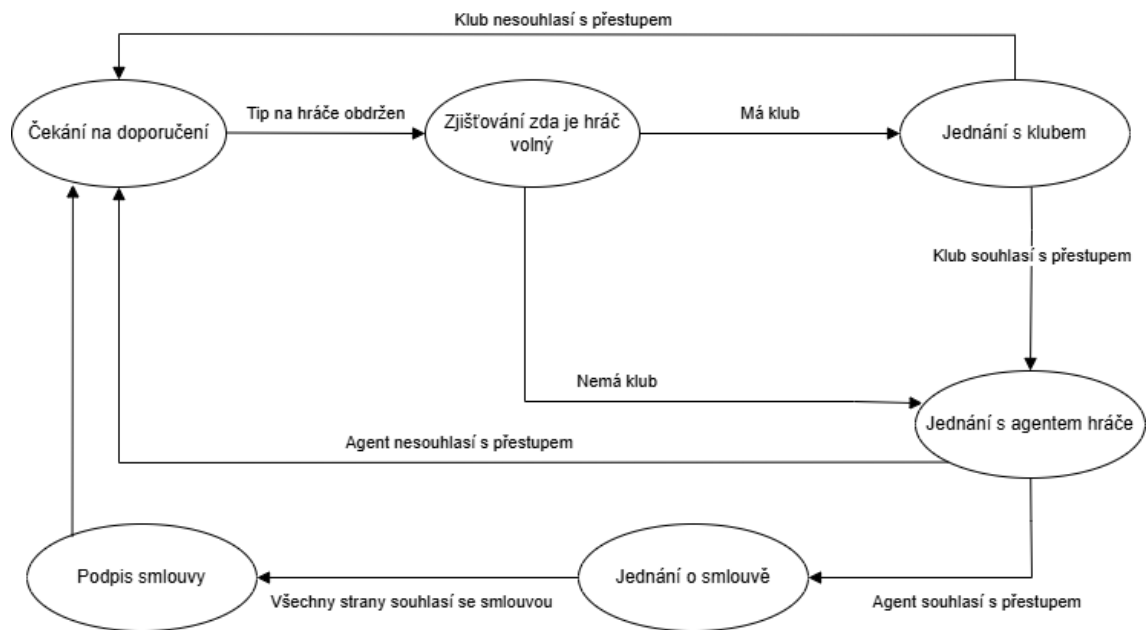 Klub nesouhlasí s přestupem
Čekání na doporučení
Tip na hráče obdržen
Zjišťování zda je hráč
volný
Má klub
Jednání s klubem
Klub souhlasí s přestupem
Nemá klub
Jednání s agentem hráče
Agent nesouhlasí s přestupem
Podpis smlouvy
Všechny strany souhlasí se smlouvou
Jednání o smlouvě
Agent souhlasí s přestupem